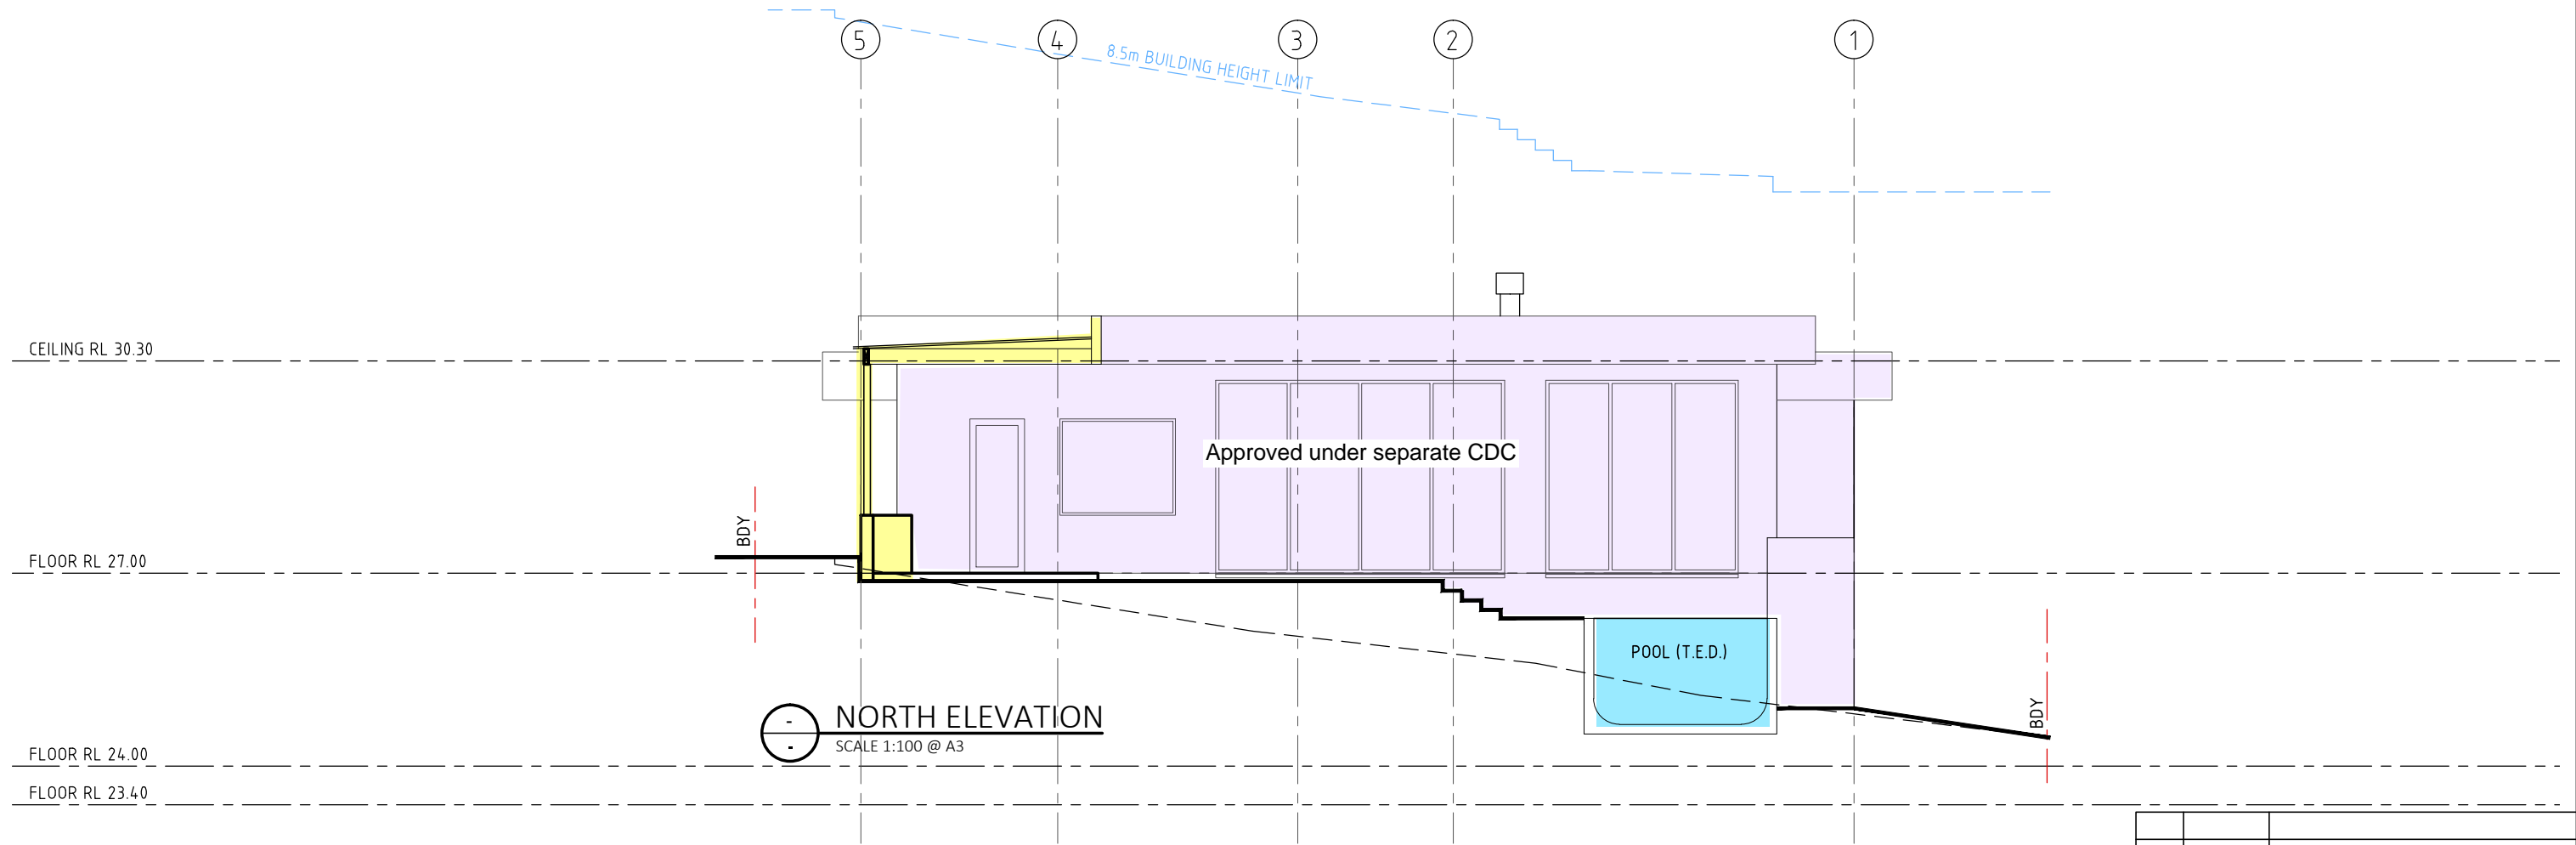 5
4
3
2
1
8.5m BUILDING HEIGHT LIMIT
CEILING RL 30.30
Approved under separate CDC
BDY
FLOOR RL 27.00
POOL (T.E.D.)
BDY
-
-
NORTH ELEVATION
SCALE 1:100 @ A3
FLOOR RL 24.00
FLOOR RL 23.40